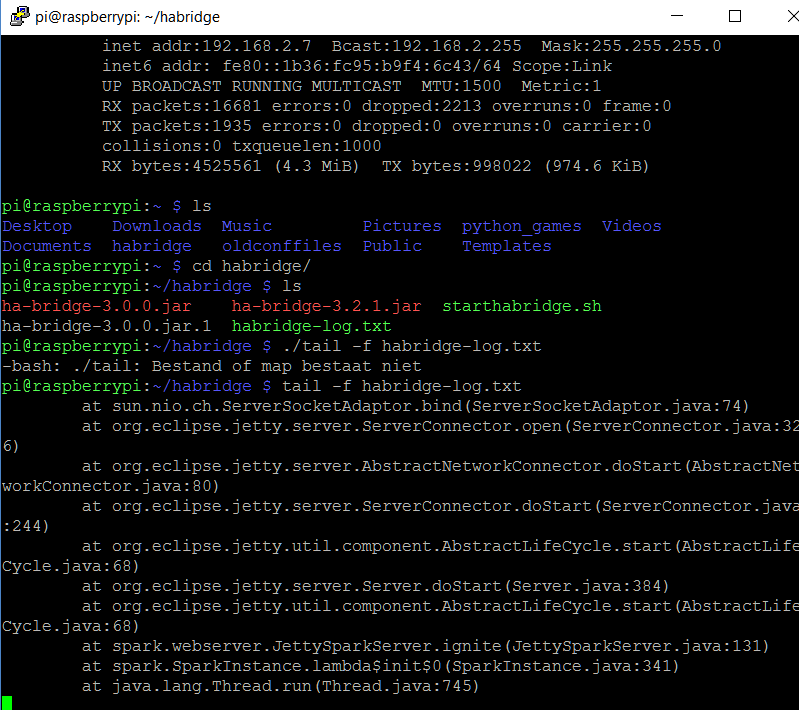 pi@raspberrypi: ~/habridge
inet addr:192.168.2.7  Bcast:192.168.2.255  Mask:255.255.255.0
inet6 addr: fe80::1b36:fc95:b9f4:6c43/64 Scope:Link
UP BROADCAST RUNNING MULTICAST  MTU:1500  Metric:1
RX packets:16681 errors:0 dropped:2213 overruns:0 frame:0
TX packets:1935 errors:0 dropped:0 overruns:0 carrier:0
collisions:0 txqueuelen:1000
RX bytes:4525561 (4.3 MiB)  TX bytes:998022 (974.6 KiB)
pi@raspberrypi:~ $ ls
Desktop    Downloads  Music         Pictures  python_games  Videos
Documents  habridge   oldconffiles  Public    Templates
pi@raspberrypi:~ $ cd habridge/
pi@raspberrypi:~/habridge $ ls
ha-bridge-3.0.0.jar    ha-bridge-3.2.1.jar  starthabridge.sh
ha-bridge-3.0.0.jar.1  habridge-log.txt
pi@raspberrypi:~/habridge $ ./tail -f habridge-log.txt
-bash: ./tail: Bestand of map bestaat niet
pi@raspberrypi:~/habridge $ tail -f habridge-log.txt
at sun.nio.ch.ServerSocketAdaptor.bind(ServerSocketAdaptor.java:74)
at org.eclipse.jetty.server.ServerConnector.open(ServerConnector.java:32
6)
at org.eclipse.jetty.server.AbstractNetworkConnector.doStart(AbstractNet
workConnector.java:80)
at org.eclipse.jetty.server.ServerConnector.doStart(ServerConnector.java
:244)
at org.eclipse.jetty.util.component.AbstractLifeCycle.start(AbstractLife
Cycle.java:68)
at org.eclipse.jetty.server.Server.doStart(Server.java:384)
at org.eclipse.jetty.util.component.AbstractLifeCycle.start(AbstractLife
Cycle.java:68)
at spark.webserver.JettySparkServer.ignite(JettySparkServer.java:131)
at spark.SparkInstance.lambda$init$0(SparkInstance.java:341)
at java.lang.Thread.run(Thread.java:745)